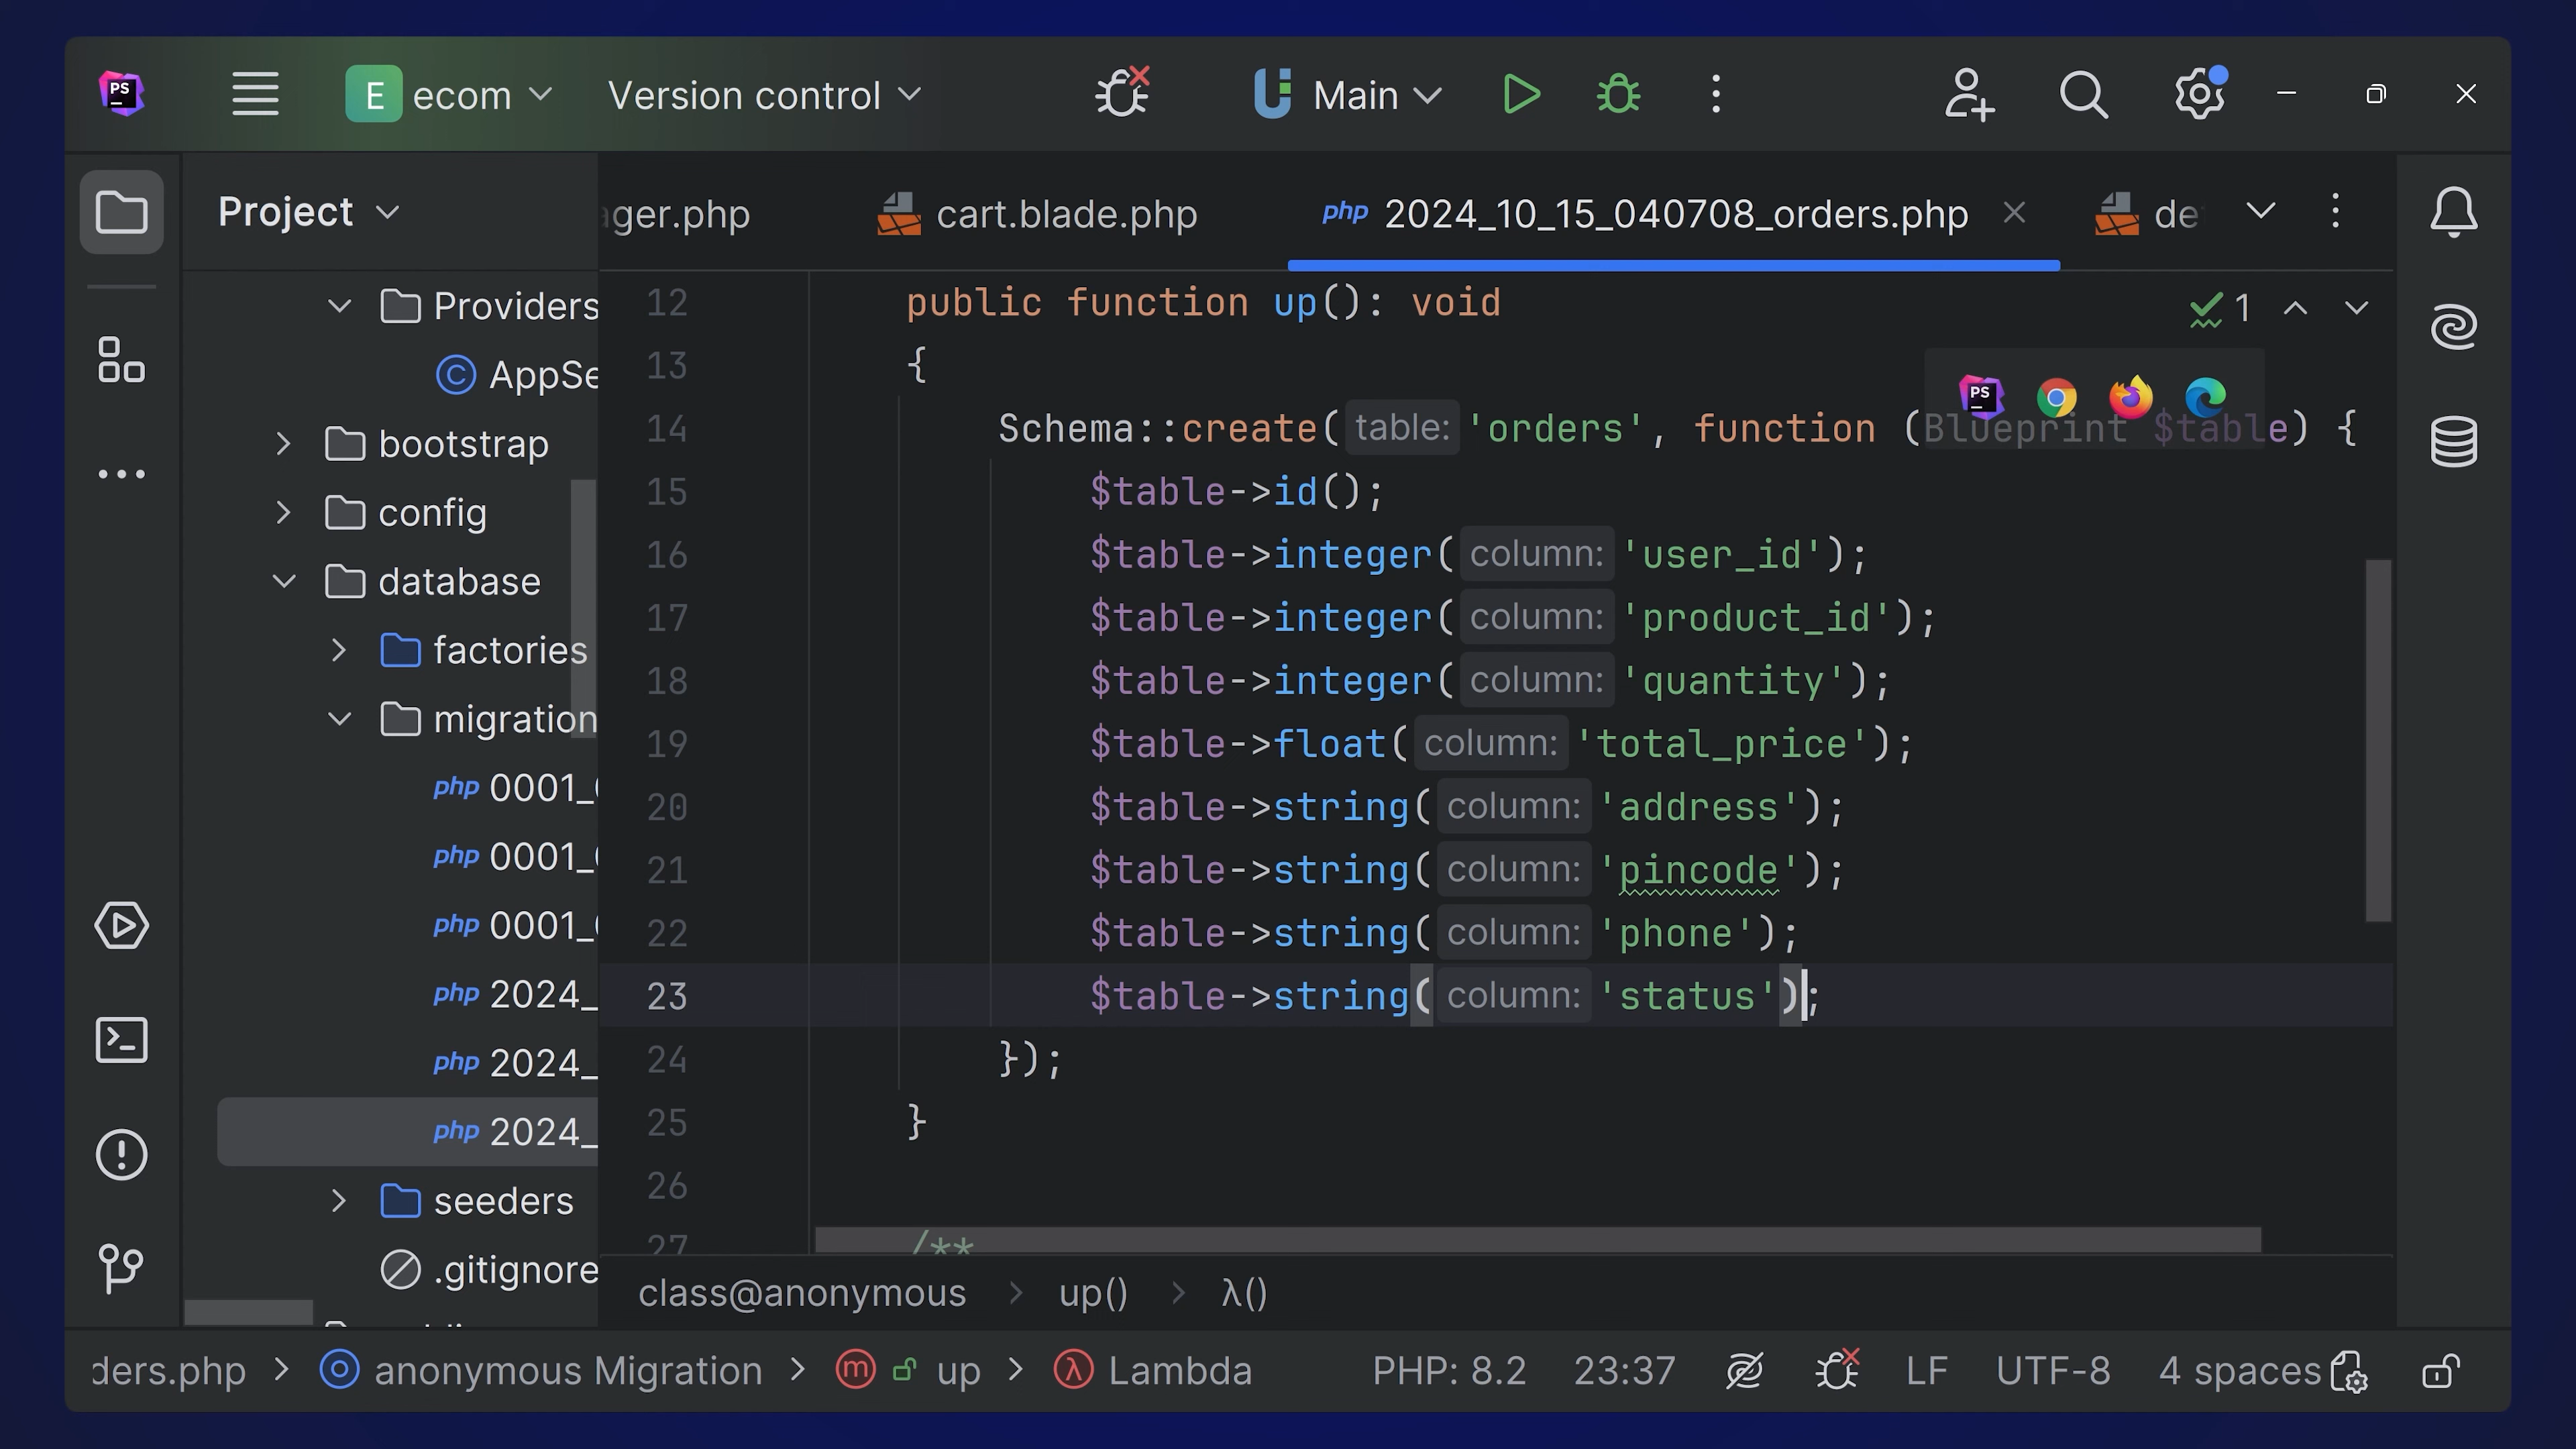 PS
E ecom
Version control
Main
Project
ger.php
cart.blade.php
php 2024_10_15_040708_orders.php
de
Providers
AppSe
bootstrap
config
database
factories
migration
php 0001_
php 0001_
php 0001_
php 2024_
php 2024_
php 2024_
seeders
.gitignore
1
12 public function up(): void
13 {
14 Schema::create( table: 'orders', function (Blueprint $table) {
15 $table->id();
16 $table->integer( column: 'user_id');
17 $table->integer( column: 'product_id');
18 $table->integer( column: 'quantity');
19 $table->float( column: 'total_price');
20 $table->string( column: 'address');
21 $table->string( column: 'pincode');
22 $table->string( column: 'phone');
23 $table->string( column: 'status');
24 });
25 }
26
27 /**
class@anonymous > up() > λ()
ders.php > anonymous Migration > m up > λ Lambda
PHP: 8.2 23:37 LF UTF-8 4 spaces